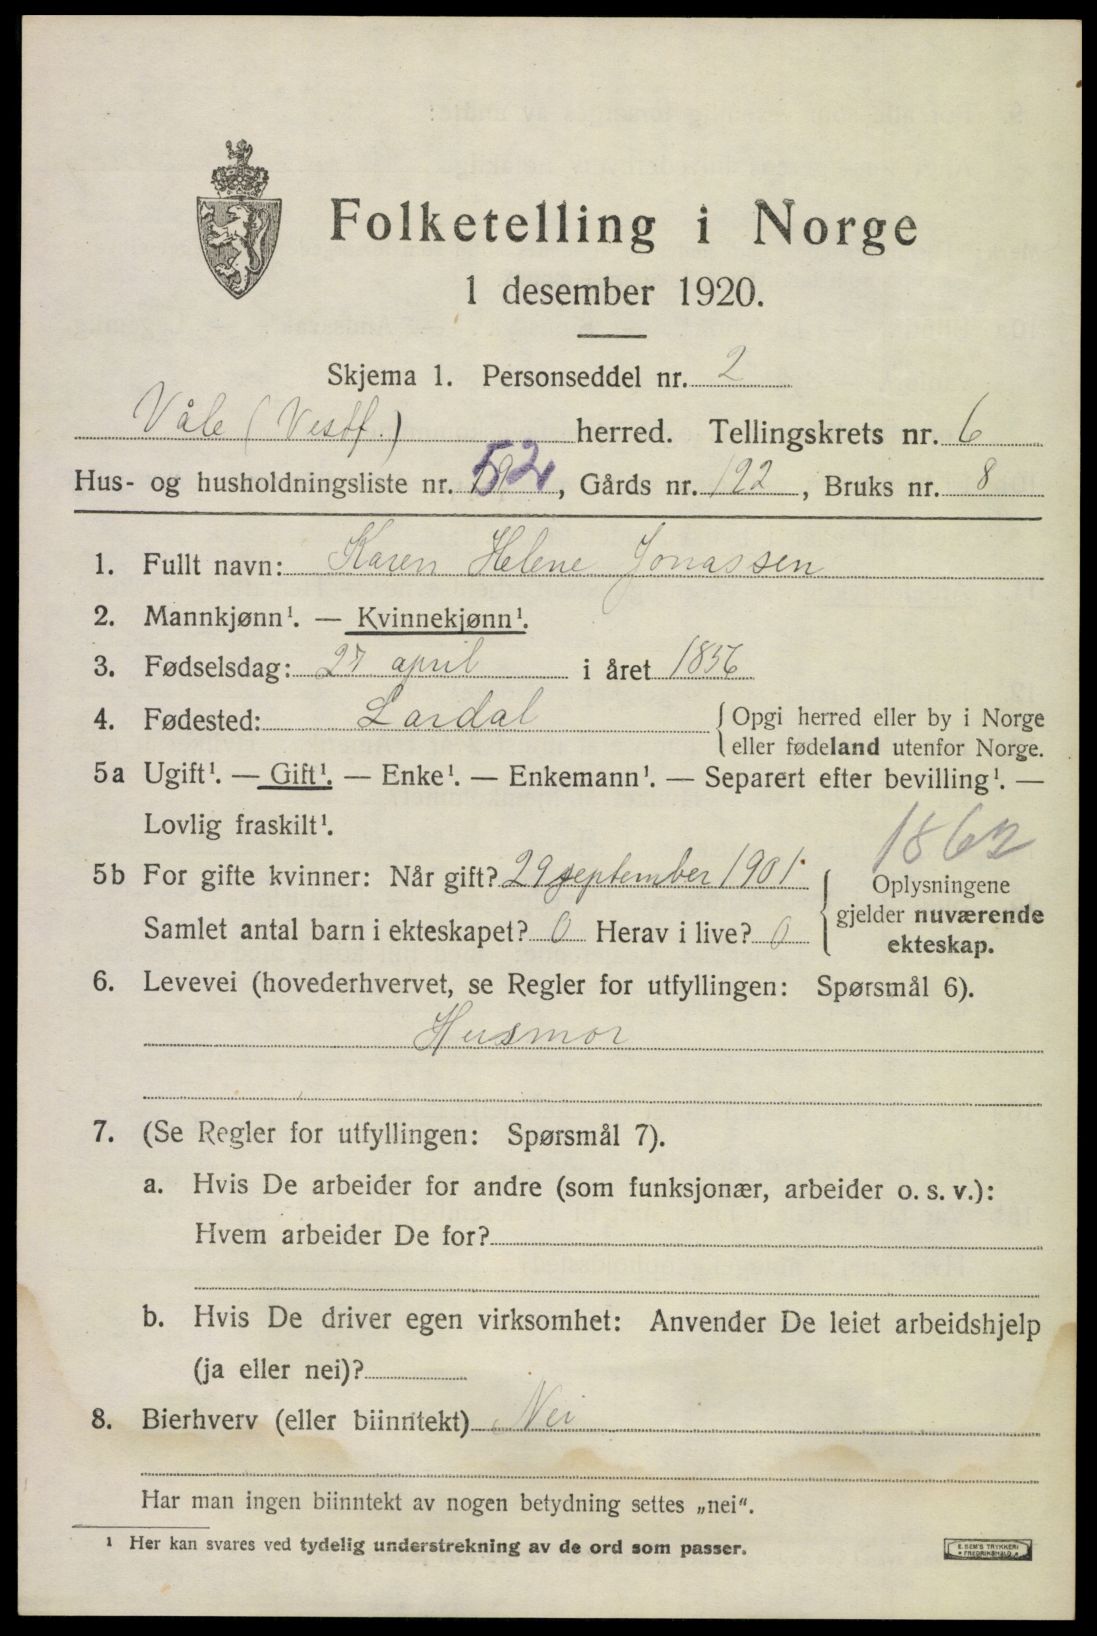 Folketelling i Norge
1 desember 1920.
Skjema 1. Personseddel nr. 2
Våle (Vestf.) herred. Tellingskrets nr. 6
Hus- og husholdningsliste nr. 52, Gårds nr. 122, Bruks nr. 8
1. Fullt navn: Karen Helene Jonassen
2. Mannkjønn¹. — Kvinnekjønn¹.
3. Fødselsdag: 27 april i året 1856
4. Fødested: Lardal {Opgi herred eller by i Norge
eller fødeland utenfor Norge.
5a Ugift¹. — Gift¹. — Enke¹. — Enkemann¹. — Separert efter bevilling¹. —
Lovlig fraskilt¹.
1862
5b For gifte kvinner: Når gift? 29 september 1901. { Oplysningene
Samlet antal barn i ekteskapet? 0 Herav i live? 0 gjelder nuværende
ekteskap.
6. Levevei (hovederhvervet, se Regler for utfyllingen: Spørsmål 6).
Husmor
7. (Se Regler for utfyllingen: Spørsmål 7).
a. Hvis De arbeider for andre (som funksjonær, arbeider o. s. v.):
Hvem arbeider De for?
b. Hvis De driver egen virksomhet: Anvender De leiet arbeidshjelp
(ja eller nei)?
8. Bierhverv (eller biinntekt) Nei
Har man ingen biinntekt av nogen betydning settes „nei“.
¹ Her kan svares ved tydelig understrekning av de ord som passer.
E. SEM'S TRYKKERI
* FREDRIKSHALD *